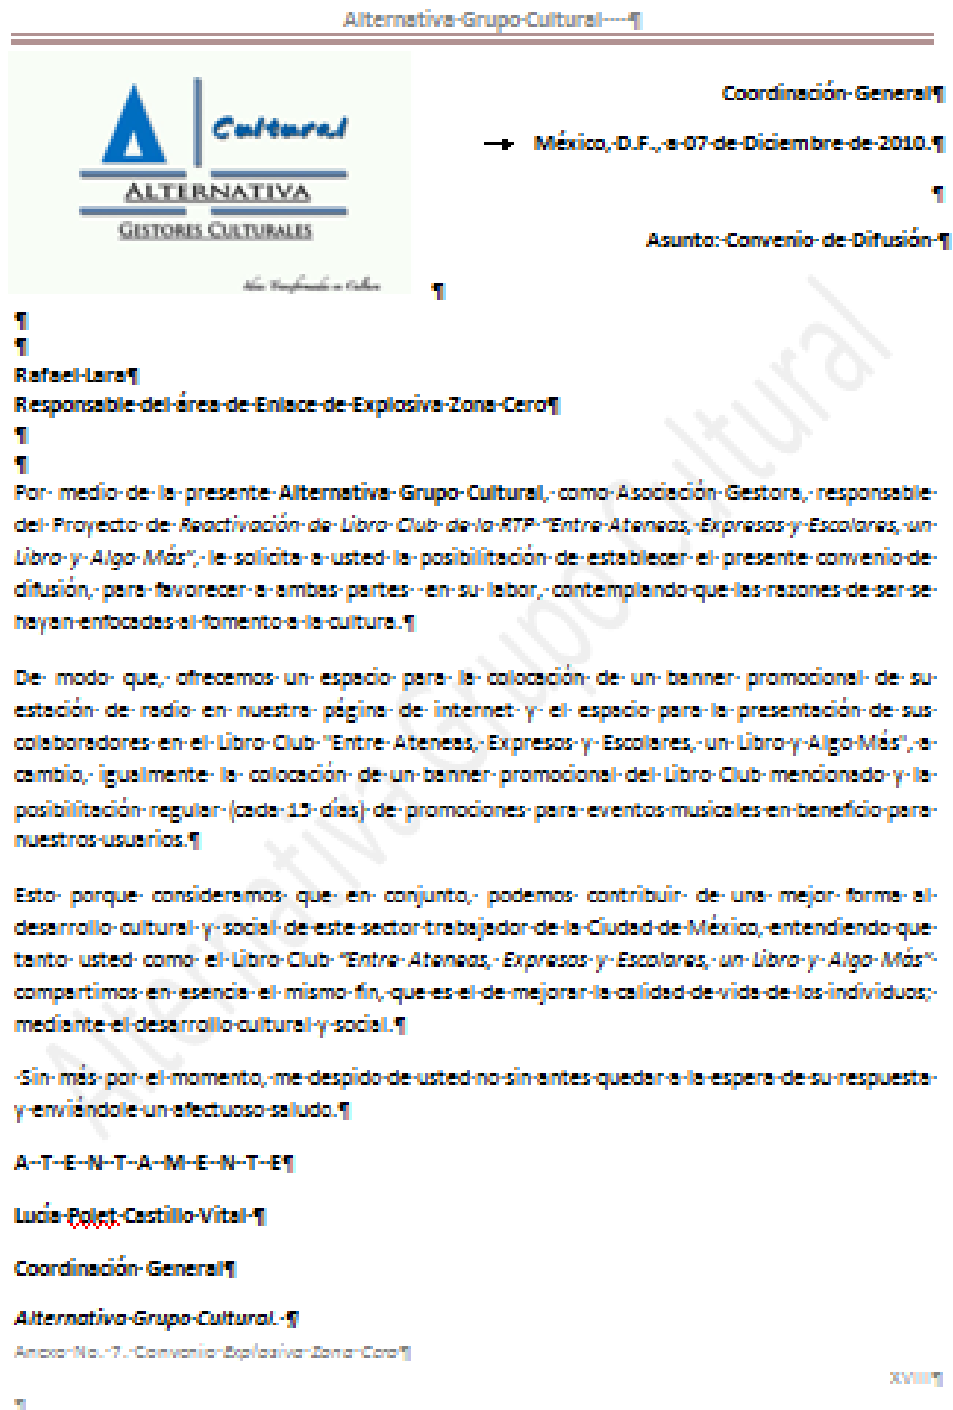 Alternativa Grupo Cultural
Cultural
ALTERNATIVA
GESTORES CULTURALES
Coordinación General
México, D.F., a 07 de Diciembre de 2010.
Asunto: Convenio de Difusión
Rafael Lara
Responsable del área de Enlace de Explosiva Zona Cero
Por medio de la presente Alternativa Grupo Cultural, como Asociación Gestora, responsable
del Proyecto de Reactivación de Libro Club de la RTP "Entre Ateneas, Expresos y Escolares, un
Libro y Algo Más", le solicita a usted la posibilitación de establecer el presente convenio de
difusión, para favorecer a ambas partes en su labor, contemplando que las razones de ser se
hayan enfocadas al fomento a la cultura.
De modo que, ofrecemos un espacio para la colocación de un banner promocional de su
estación de radio en nuestra página de internet y el espacio para la presentación de sus
colaboradores en el Libro Club "Entre Ateneas, Expresos y Escolares, un Libro y Algo Más", a
cambio, igualmente la colocación de un banner promocional del Libro Club mencionado y la
posibilitación regular (cada 15 días) de promociones para eventos musicales en beneficio para
nuestros usuarios.
Esto porque consideramos que en conjunto, podemos contribuir de una mejor forma al
desarrollo cultural y social de este sector trabajador de la Ciudad de México, entendiendo que
tanto usted como el Libro Club "Entre Ateneas, Expresos y Escolares, un Libro y Algo Más"
compartimos en esencia el mismo fin, que es el de mejorar la calidad de vida de los individuos;
mediante el desarrollo cultural y social.
Sin más por el momento, me despido de usted no sin antes quedar a la espera de su respuesta
y enviándole un afectuoso saludo.
A T E N T A M E N T E
Lucía Polet Castillo Vital
Coordinación General
Alternativa Grupo Cultural.
Anexo No. 7. Convenio Explosiva Zona Cero
XVIII
Alternativa Grupo Cultural